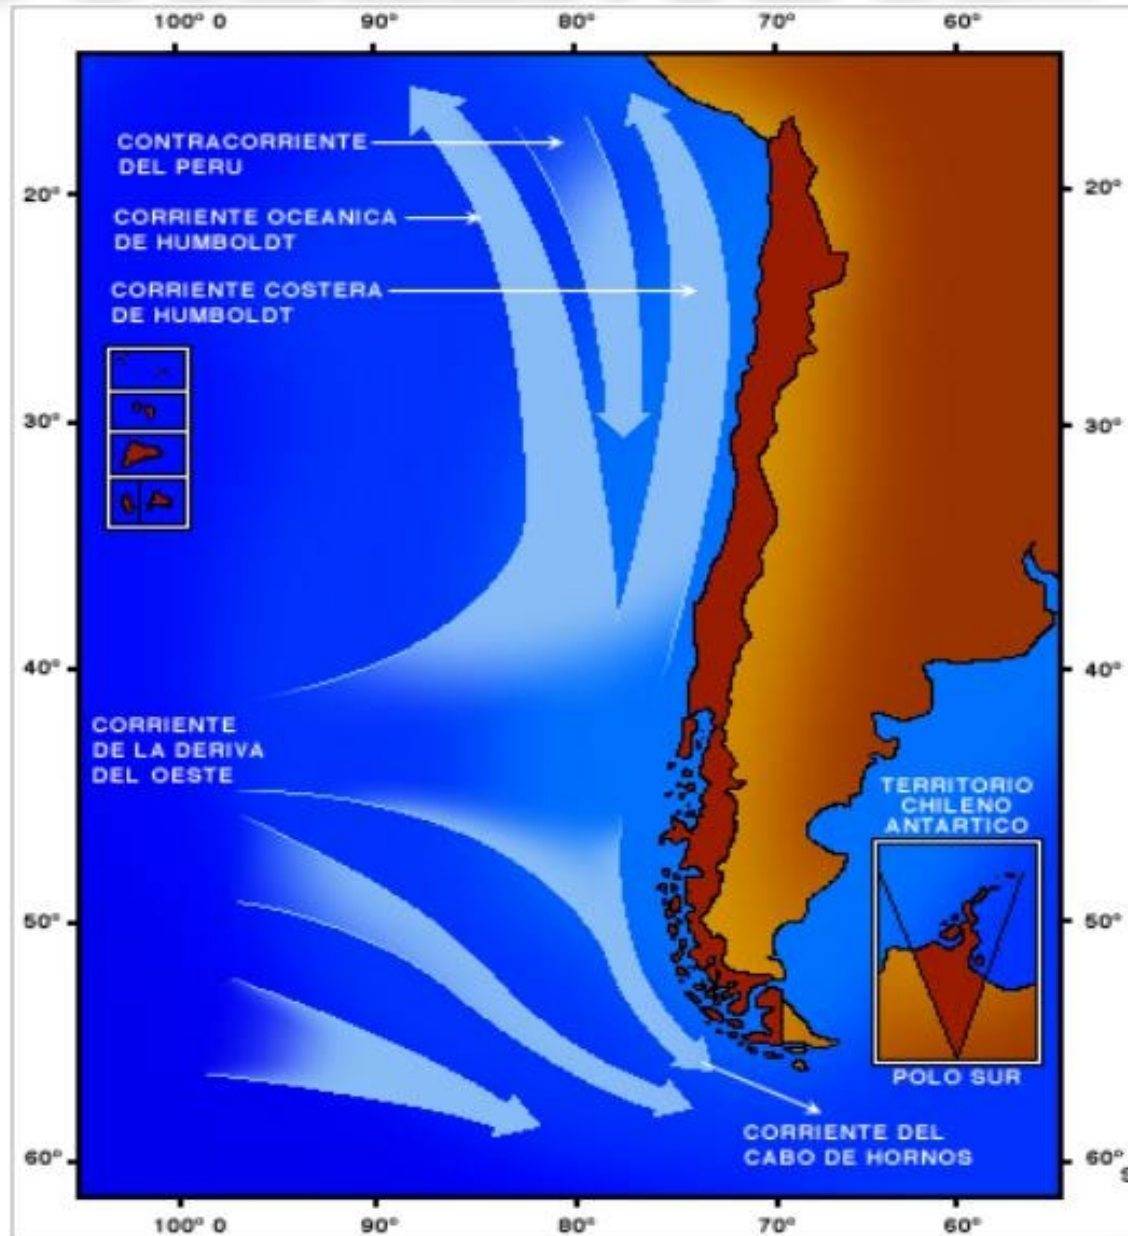 100° 0 90° 80° 70° 60°
CONTRACORRIENTE
DEL PERU
20° 20°
CORRIENTE OCEANICA
DE HUMBOLDT
CORRIENTE COSTERA
DE HUMBOLDT
30° 30°
40° 40°
CORRIENTE
DE LA DERIVA
DEL OESTE
TERRITORIO
CHILENO
ANTARTICO
50° 50°
POLO SUR
CORRIENTE DEL
CABO DE HORNOS
60° 60°
S
100° 0 90° 80° 70° 60°